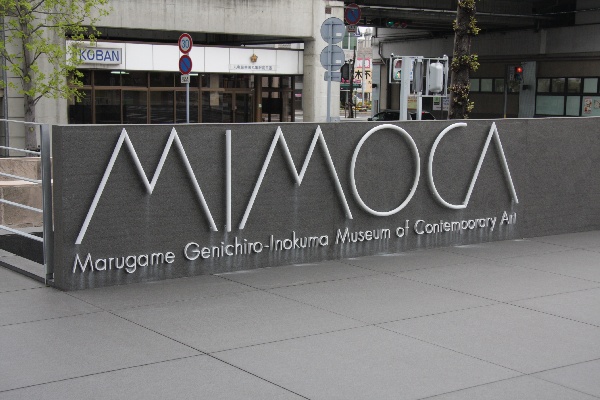 KOBAN
MIMOCA
Marugame Genichiro-Inokuma Museum of Contemporary Art